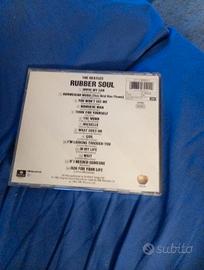 THE BEATLES
RUBBER SOUL
DRIVE MY CAR
NORWEGIAN WOOD (This Bird Has Flown)
YOU WON'T SEE ME
NOWHERE MAN
THINK FOR YOURSELF
THE WORD
MICHELLE
WHAT GOES ON
GIRL
I'M LOOKING THROUGH YOU
IN MY LIFE
WAIT
IF I NEEDED SOMEONE
RUN FOR YOUR LIFE
subito